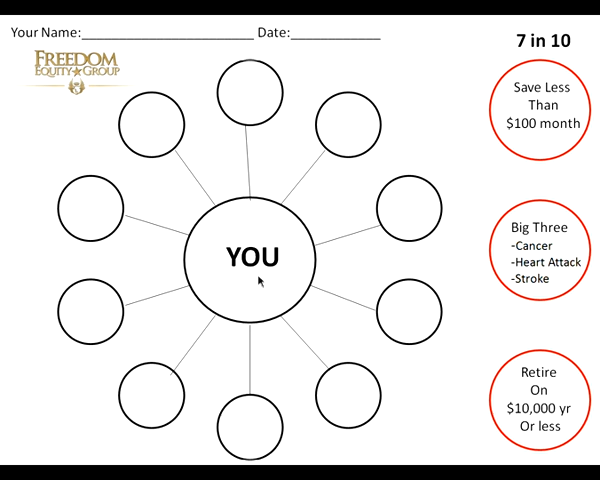 Your Name:________________________ Date:_____________
FREEDOM
EQUITY★GROUP
7 in 10
Save Less
Than
$100 month
YOU
Big Three
-Cancer
-Heart Attack
-Stroke
Retire
On
$10,000 yr
Or less